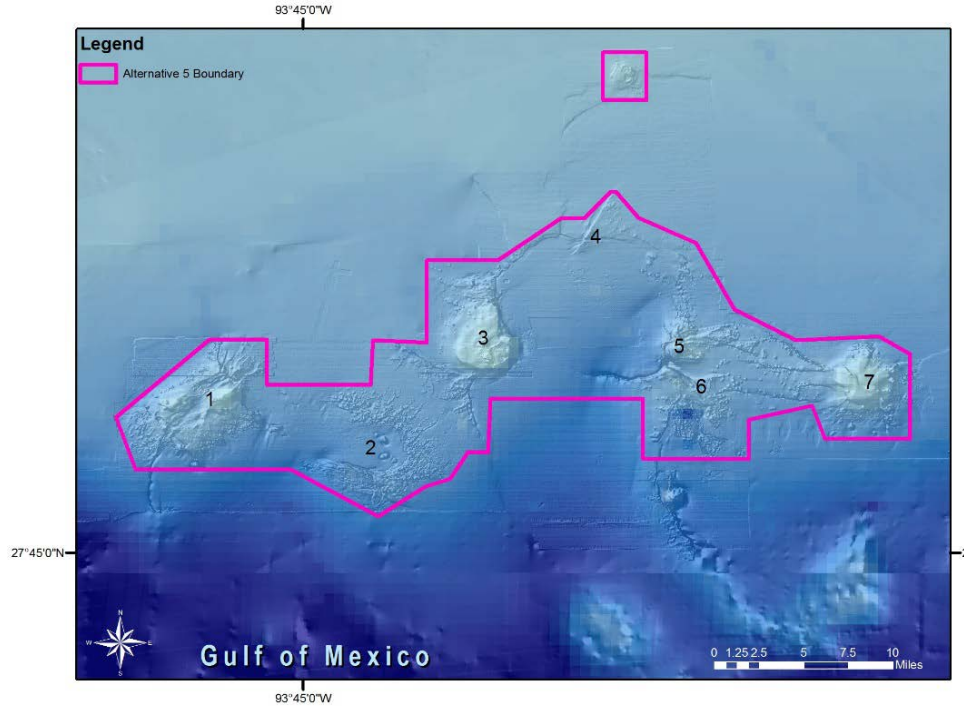 93°45'0"W
Legend
Alternative 5 Boundary
4
3
5
6
7
1
2
27°45'0"N
2
N
W E
S
Gulf of Mexico
0 1.25 2.5 5 7.5 10
Miles
93°45'0"W